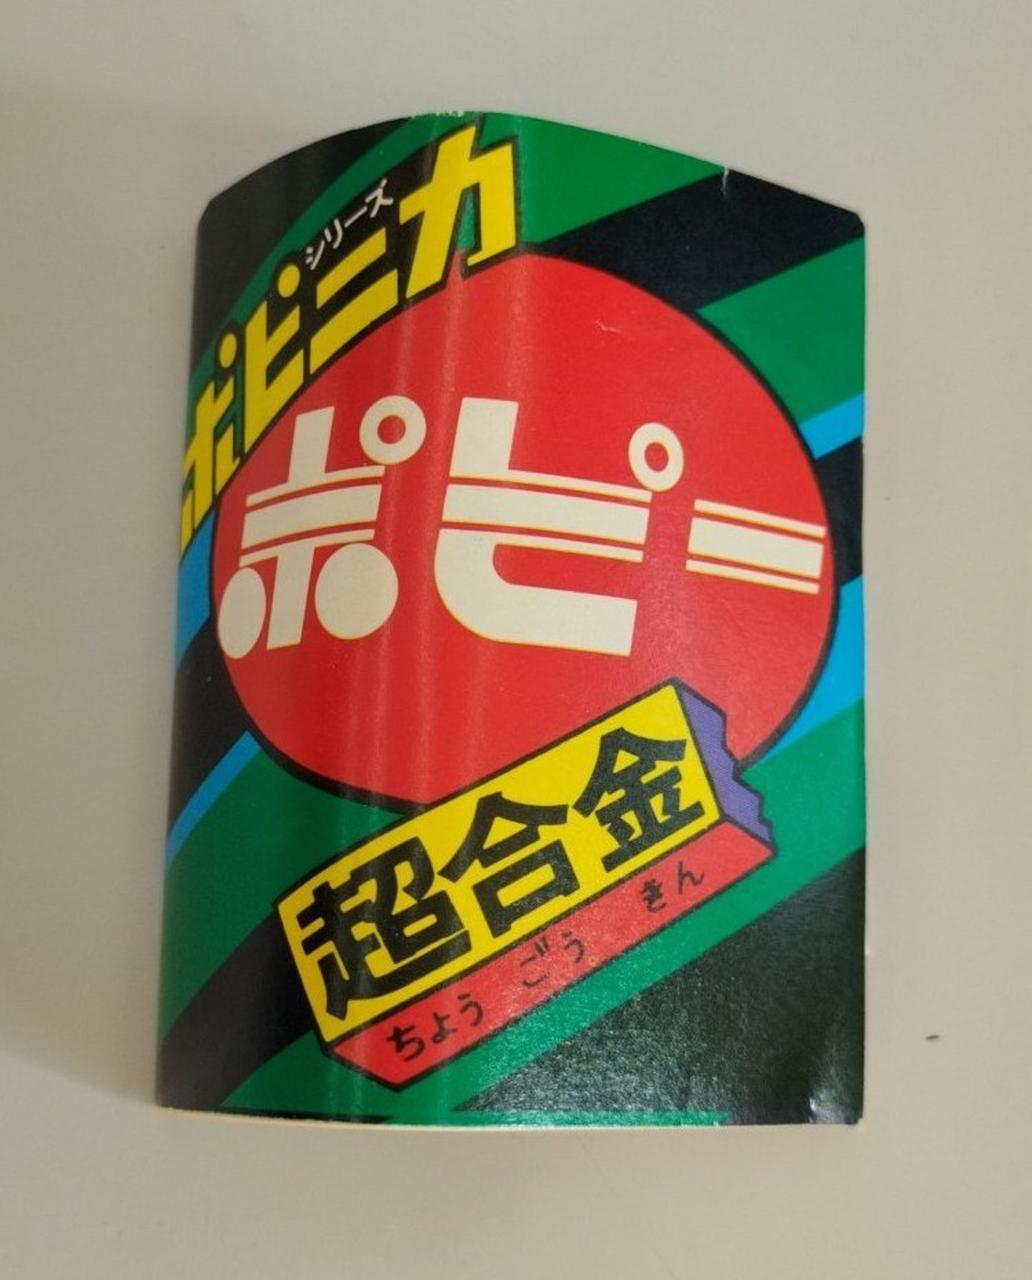 ポピニカ
シリーズ
ポピー
超合金
ちょう ごう きん